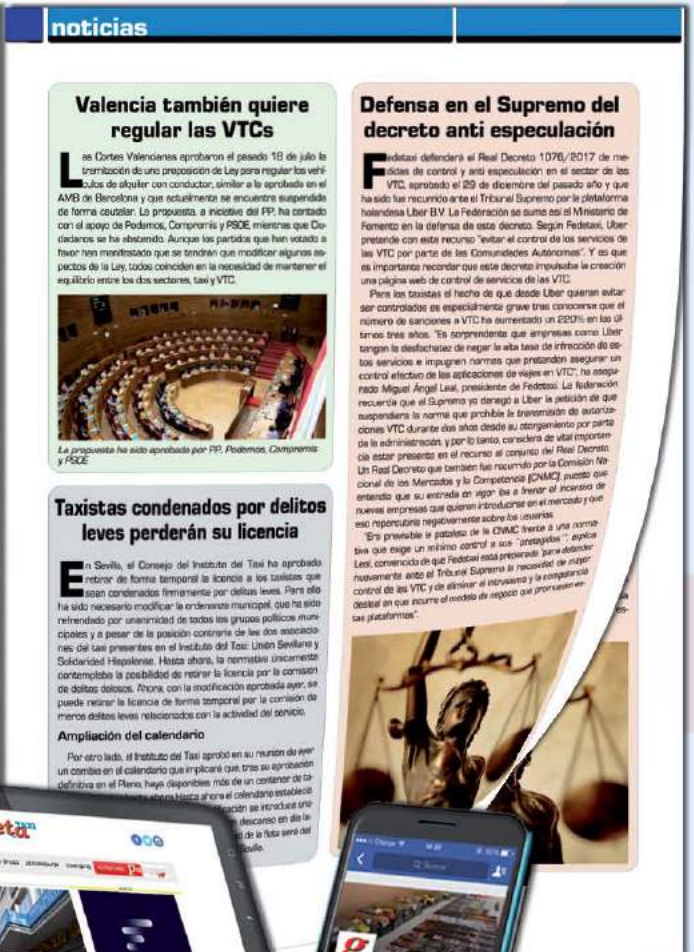 noticias
Valencia también quiere
regular las VTCs
Las Cortes Valencianas aprobaron el pasado 18 de julio la
tramitación de una proposición de Ley para regular los vehí-
culos de alquiler con conductor, similar a la aprobada en el
AMB de Barcelona y que actualmente se encuentra suspendida
de forma cautelar. La propuesta, a iniciativa del PP, ha contado
con el apoyo de Podemos, Compromís y PSOE, mientras que Ciu-
dadanos se ha abstenido. Aunque los partidos que han votado a
favor han manifestado que se tendrán que modificar algunos as-
pectos de la Ley, todos coinciden en la necesidad de mantener el
equilibrio entre los dos sectores, taxi y VTC.
La propuesta ha sido aprobada por PP, Podemos, Compromís
y PSOE
Taxistas condenados por delitos
leves perderán su licencia
En Sevilla, el Consejo del Instituto del Taxi ha aprobado
retirar de forma temporal la licencia a los taxistas que
sean condenados firmemente por delitos leves. Para ello
ha sido necesario modificar la ordenanza municipal, que ha sido
refrendado por unanimidad de todos los grupos políticos muni-
cipales y a pesar de la posición contraria de las dos asociacio-
nes del taxi presentes en el Instituto del Taxi: Unión Sevillana y
Solidaridad Hispalense. Hasta ahora, la normativa únicamente
contemplaba la posibilidad de retirar la licencia por la comisión
de delitos dolosos. Ahora, con la modificación aprobada ayer, se
puede retirar la licencia de forma temporal por la comisión de
meros delitos leves relacionados con la actividad del servicio.
Ampliación del calendario
Por otro lado, el Instituto del Taxi aprobó en su reunión de ayer
un cambio en el calendario que implicará que, tras su aprobación
definitiva en el Pleno, haya disponibles más de un centenar de ta-
Hasta ahora el calendario estableció
se introduce una
descanso en día la-
de la flota será del
Sevilla.
Defensa en el Supremo del
decreto anti especulación
Fedetaxi defenderá el Real Decreto 1076/2017 de me-
didas de control y anti especulación en el sector de las
VTC, aprobado el 29 de diciembre del pasado año y que
ha sido fue recurrido ante el Tribunal Supremo por la plataforma
holandesa Uber B.V. La Federación se suma así el Ministerio de
Fomento en la defensa de este decreto. Según Fedetaxi, Uber
pretende con este recurso "evitar el control de los servicios de
las VTC por parte de las Comunidades Autónomas". Y es que
es importante recordar que este decreto impulsaba la creación
una página web de control de servicios de las VTC.
Para los taxistas el hecho de que desde Uber quieran evitar
ser controlados es especialmente grave tras conocerse que el
número de sanciones a VTC ha aumentado un 220% en los úl-
timos tres años. "Es sorprendente que empresas como Uber
tengan la desfachatez de negar la alta tasa de infracción de es-
tos servicios e impugnen normas que pretenden asegurar un
control efectivo de las aplicaciones de viajes en VTC", ha asegu-
rado Miguel Ángel Leal, presidente de Fedetaxi. La federación
recuerda que el Supremo ya denegó a Uber la petición de que
suspendiera la norma que prohíbe la transmisión de autoriza-
ciones VTC durante dos años desde su otorgamiento por parte
de la administración, y por lo tanto, considera de vital importan-
cia estar presento en el recurso al conjunto del Real Decreto.
Un Real Decreto que también fue recurrido por la Comisión Na-
cional de los Mercados y la Competencia (CNMC), puesto que
entendía que su entrada en vigor iba a frenar el incentivo de
nuevas empresas que quieren introducirse en el mercado y que
eso repercutiría negativamente sobre los usuarios.
"Era previsible la pataleta de la CNMC frente a una norma-
tiva que exige un mínimo control a sus "protegidos"", explica
Leal, convencido de que Fedetaxi está preparada "para defender
nuevamente ante el Tribunal Supremo la necesidad de mayor
control de las VTC y de eliminar el intrusismo y la competencia
desleal en que incurre el modelo de negocio que promueven es-
tas plataformas".
Buscar